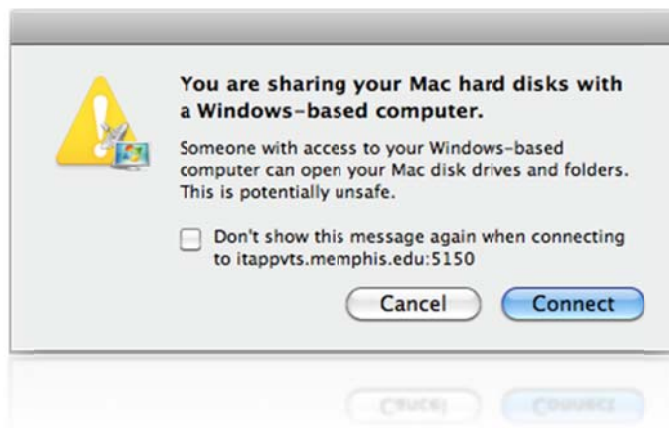 You are sharing your Mac hard disks with
a Windows-based computer.
Someone with access to your Windows-based
computer can open your Mac disk drives and folders.
This is potentially unsafe.
Don't show this message again when connecting
to itappvts.memphis.edu:5150
Cancel Connect
Cancel Connect